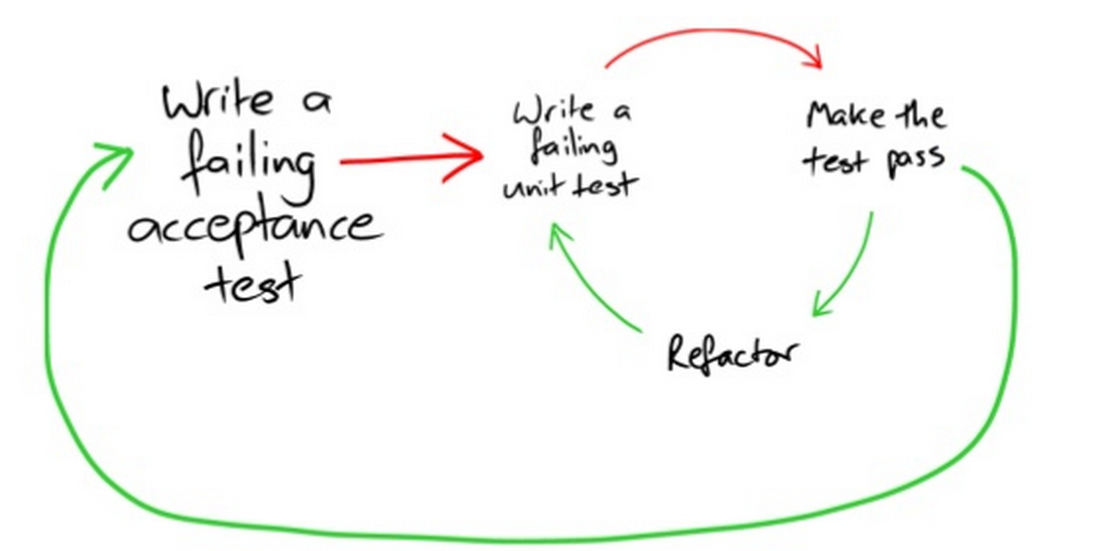 Write a
failing
acceptance
test
Write a
failing
unit test
Make the
test pass
Refactor